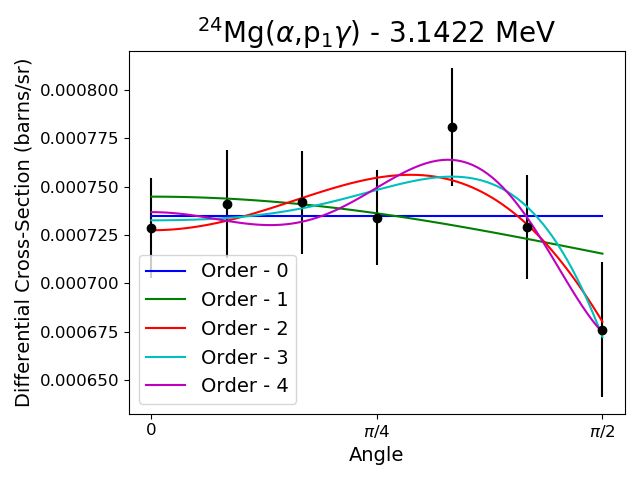 ²⁴Mg(α,p₁γ) - 3.1422 MeV
Differential Cross-Section (barns/sr)
0.000800
0.000775
0.000750
0.000725
0.000700
0.000675
0.000650
Order - 0
Order - 1
Order - 2
Order - 3
Order - 4
0 π/4 π/2
Angle